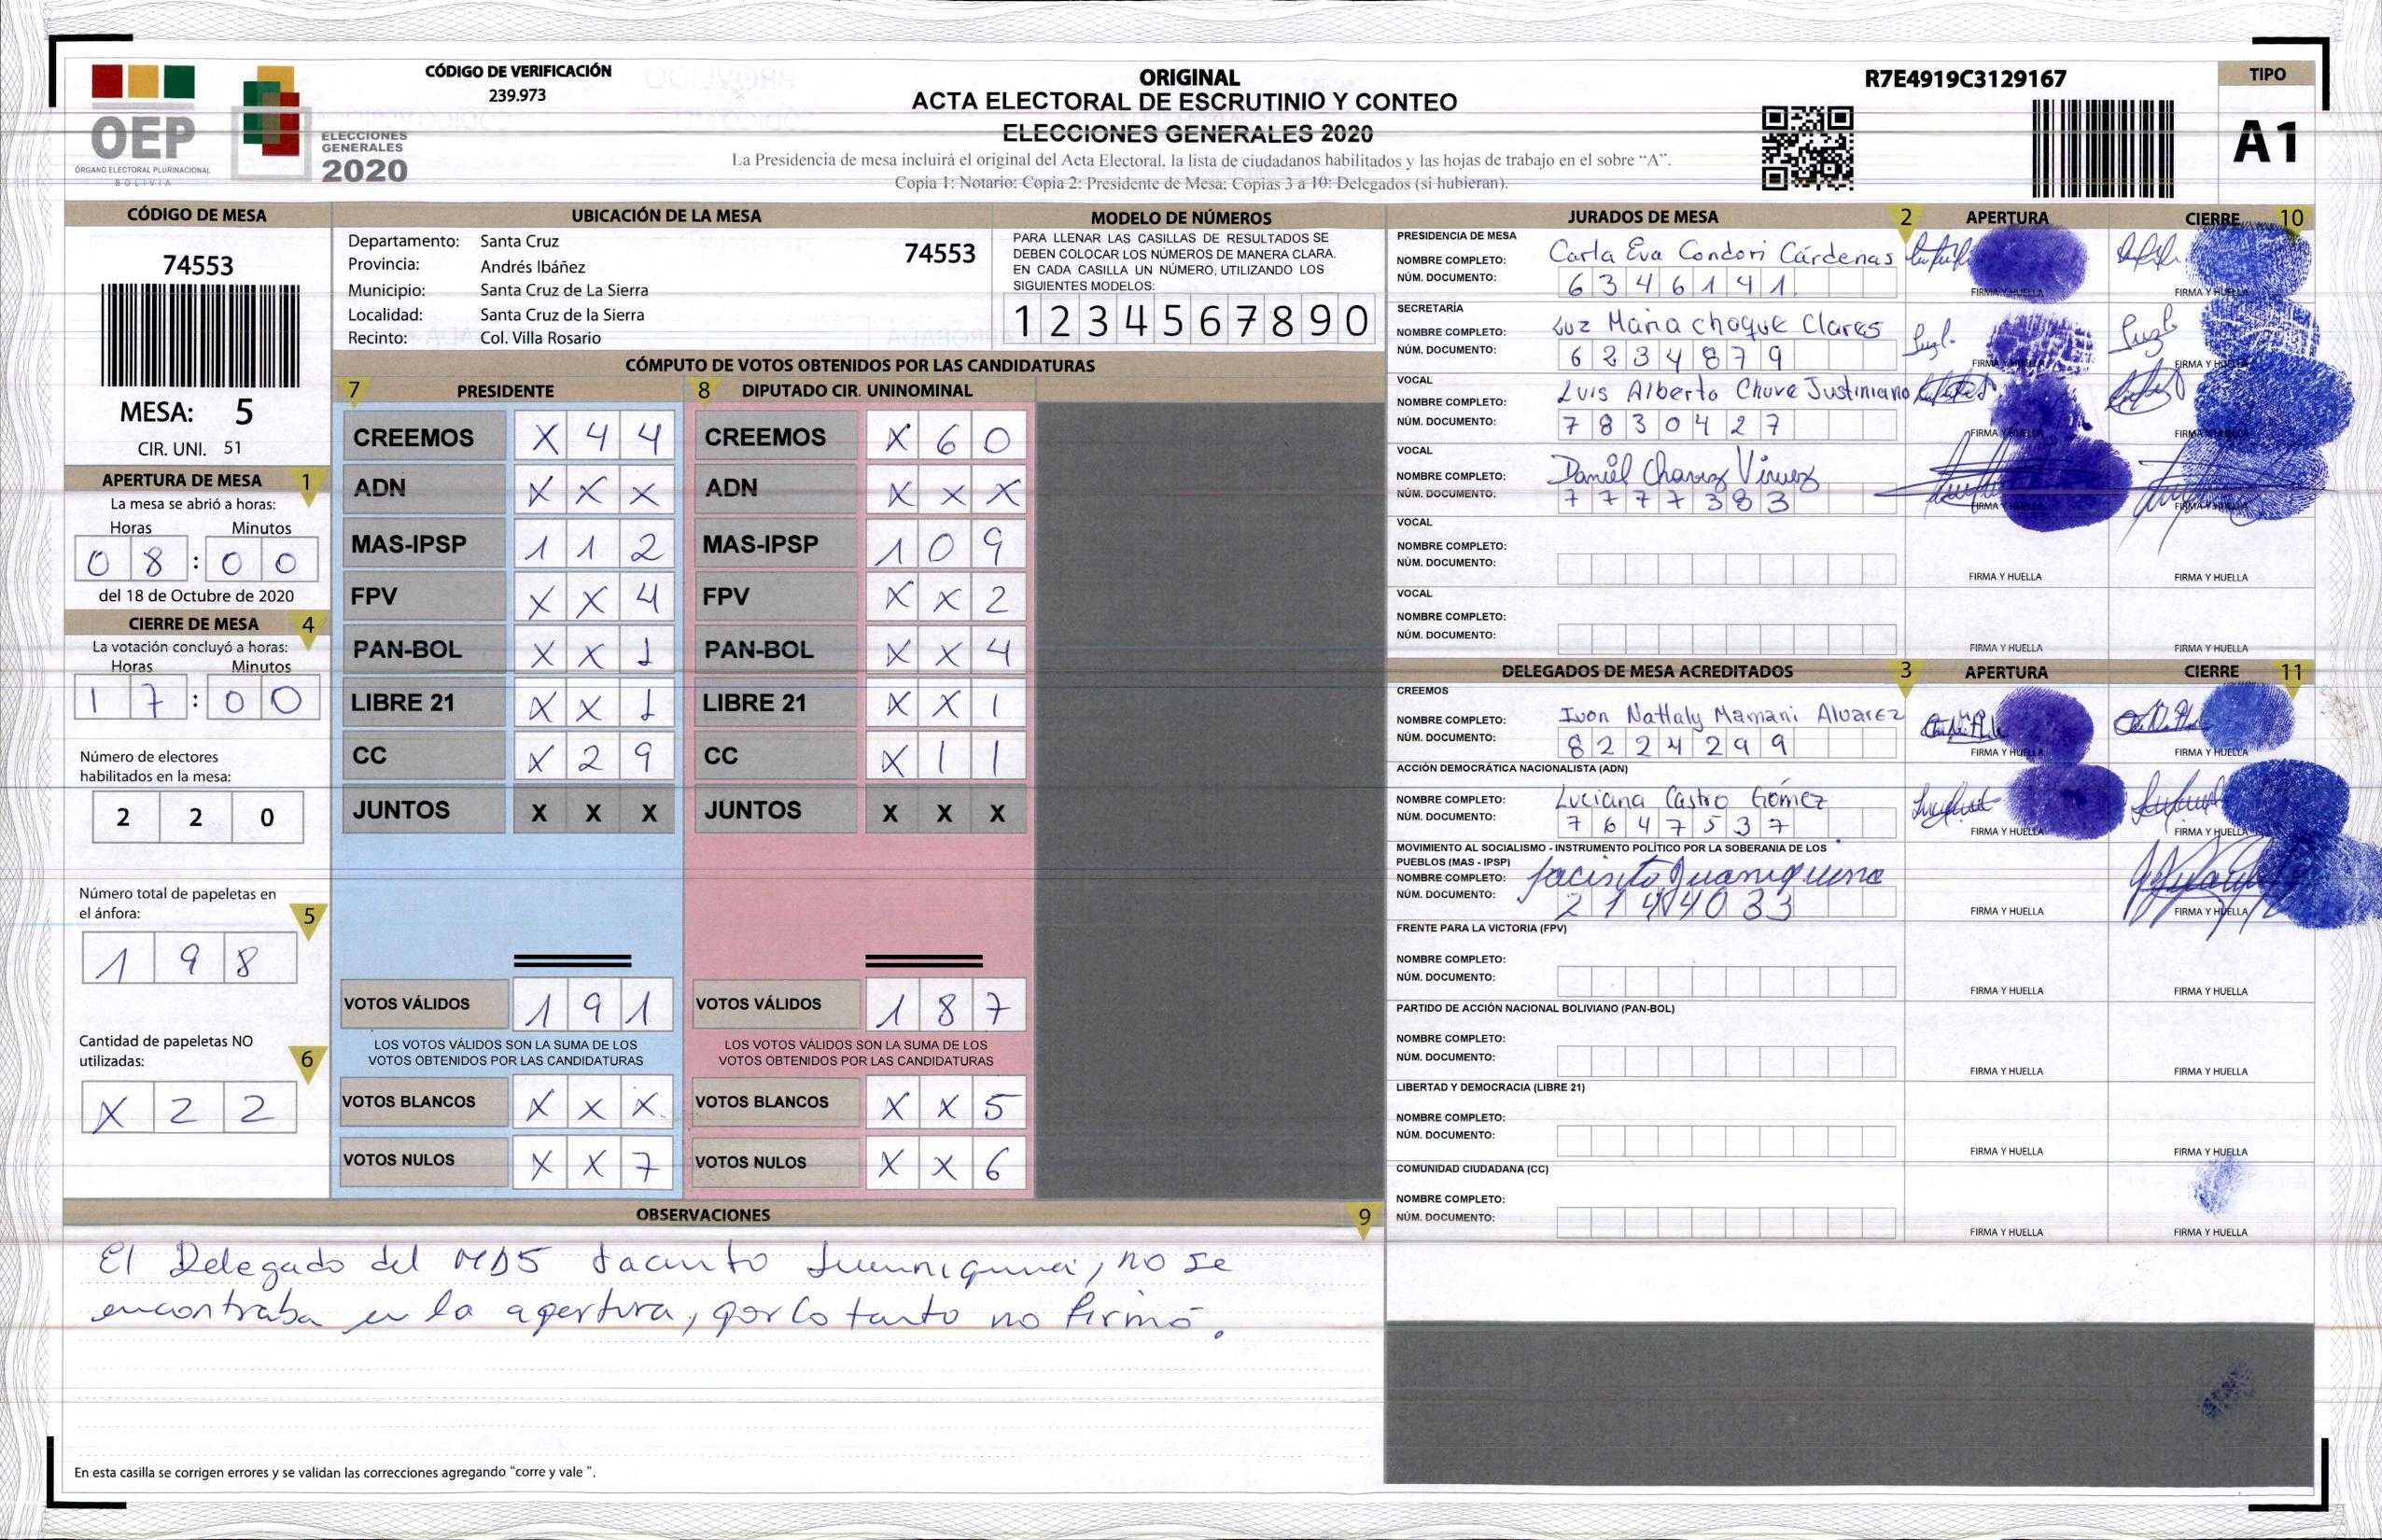 OEP
ÓRGANO ELECTORAL PLURINACIONAL
BOLIVIA
ELECCIONES
GENERALES
2020
CÓDIGO DE VERIFICACIÓN
239.973
ORIGINAL
ACTA ELECTORAL DE ESCRUTINIO Y CONTEO
ELECCIONES GENERALES 2020
La Presidencia de mesa incluirá el original del Acta Electoral, la lista de ciudadanos habilitados y las hojas de trabajo en el sobre “A”.
Copia 1: Notario; Copia 2: Presidente de Mesa; Copias 3 a 10: Delegados (si hubieran).
R7E4919C3129167
TIPO
A1
CÓDIGO DE MESA
74553
MESA: 5
CIR. UNI. 51
UBICACIÓN DE LA MESA
Departamento: Santa Cruz
74553
Provincia: Andrés Ibáñez
Municipio: Santa Cruz de La Sierra
Localidad: Santa Cruz de la Sierra
Recinto: Col. Villa Rosario
MODELO DE NÚMEROS
PARA LLENAR LAS CASILLAS DE RESULTADOS SE
DEBEN COLOCAR LOS NÚMEROS DE MANERA CLARA.
EN CADA CASILLA UN NÚMERO, UTILIZANDO LOS
SIGUIENTES MODELOS:
1 2 3 4 5 6 7 8 9 0
APERTURA DE MESA 1
La mesa se abrió a horas:
Horas Minutos
0 8 : 0 0
del 18 de Octubre de 2020
CIERRE DE MESA 4
La votación concluyó a horas:
Horas Minutos
1 7 : 0 0
Número de electores
habilitados en la mesa:
2 2 0
Número total de papeletas en
el ánfora: 5
1 9 8
Cantidad de papeletas NO
utilizadas: 6
X 2 2
CÓMPUTO DE VOTOS OBTENIDOS POR LAS CANDIDATURAS
7 PRESIDENTE
CREEMOS X 4 4
ADN X X X
MAS-IPSP 1 1 2
FPV X X 4
PAN-BOL X X 1
LIBRE 21 X X 1
CC X 2 9
JUNTOS X X X
VOTOS VÁLIDOS 1 9 1
LOS VOTOS VÁLIDOS SON LA SUMA DE LOS
VOTOS OBTENIDOS POR LAS CANDIDATURAS
VOTOS BLANCOS X X X
VOTOS NULOS X X 7
8 DIPUTADO CIR. UNINOMINAL
CREEMOS X 6 0
ADN X X X
MAS-IPSP 1 0 9
FPV X X 2
PAN-BOL X X 4
LIBRE 21 X X 1
CC X 1 1
JUNTOS X X X
VOTOS VÁLIDOS 1 8 7
LOS VOTOS VÁLIDOS SON LA SUMA DE LOS
VOTOS OBTENIDOS POR LAS CANDIDATURAS
VOTOS BLANCOS X X 5
VOTOS NULOS X X 6
JURADOS DE MESA 2 APERTURA CIERRE 10
PRESIDENCIA DE MESA
NOMBRE COMPLETO: Carla Eva Condori Cárdenas
NÚM. DOCUMENTO: 6 3 4 6 1 4 1
FIRMA Y HUELLA FIRMA Y HUELLA
SECRETARÍA
NOMBRE COMPLETO: Luz Maria choque Clares
NÚM. DOCUMENTO: 6 2 3 4 8 7 9
FIRMA Y HUELLA FIRMA Y HUELLA
VOCAL
NOMBRE COMPLETO: Luis Alberto Chuve Justiniano
NÚM. DOCUMENTO: 7 8 3 0 4 2 7
FIRMA Y HUELLA FIRMA Y HUELLA
VOCAL
NOMBRE COMPLETO: Daniel Chavez
NÚM. DOCUMENTO: 7 7 7 7 3 8 3
FIRMA Y HUELLA FIRMA Y HUELLA
VOCAL
NOMBRE COMPLETO:
NÚM. DOCUMENTO:
FIRMA Y HUELLA FIRMA Y HUELLA
VOCAL
NOMBRE COMPLETO:
NÚM. DOCUMENTO:
FIRMA Y HUELLA FIRMA Y HUELLA
DELEGADOS DE MESA ACREDITADOS 3 APERTURA CIERRE 11
CREEMOS
NOMBRE COMPLETO: Ivon Nathaly Mamani Alvarez
NÚM. DOCUMENTO: 8 2 2 4 2 9 9
FIRMA Y HUELLA FIRMA Y HUELLA
ACCIÓN DEMOCRÁTICA NACIONALISTA (ADN)
NOMBRE COMPLETO: Luciana Castro Gómez
NÚM. DOCUMENTO: 7 6 4 7 5 3 7
FIRMA Y HUELLA FIRMA Y HUELLA
MOVIMIENTO AL SOCIALISMO - INSTRUMENTO POLÍTICO POR LA SOBERANIA DE LOS
PUEBLOS (MAS - IPSP)
NOMBRE COMPLETO: Jacinto Juaniquina
NÚM. DOCUMENTO: 2 1 4 4 0 3 3
FIRMA Y HUELLA FIRMA Y HUELLA
FRENTE PARA LA VICTORIA (FPV)
NOMBRE COMPLETO:
NÚM. DOCUMENTO:
FIRMA Y HUELLA FIRMA Y HUELLA
PARTIDO DE ACCIÓN NACIONAL BOLIVIANO (PAN-BOL)
NOMBRE COMPLETO:
NÚM. DOCUMENTO:
FIRMA Y HUELLA FIRMA Y HUELLA
LIBERTAD Y DEMOCRACIA (LIBRE 21)
NOMBRE COMPLETO:
NÚM. DOCUMENTO:
FIRMA Y HUELLA FIRMA Y HUELLA
COMUNIDAD CIUDADANA (CC)
NOMBRE COMPLETO:
NÚM. DOCUMENTO:
FIRMA Y HUELLA FIRMA Y HUELLA
OBSERVACIONES 9
El Delegado del Jacinto no se
encontraba en la apertura, por lo tanto no firmó.
En esta casilla se corrigen errores y se validan las correcciones agregando “corre y vale ”.